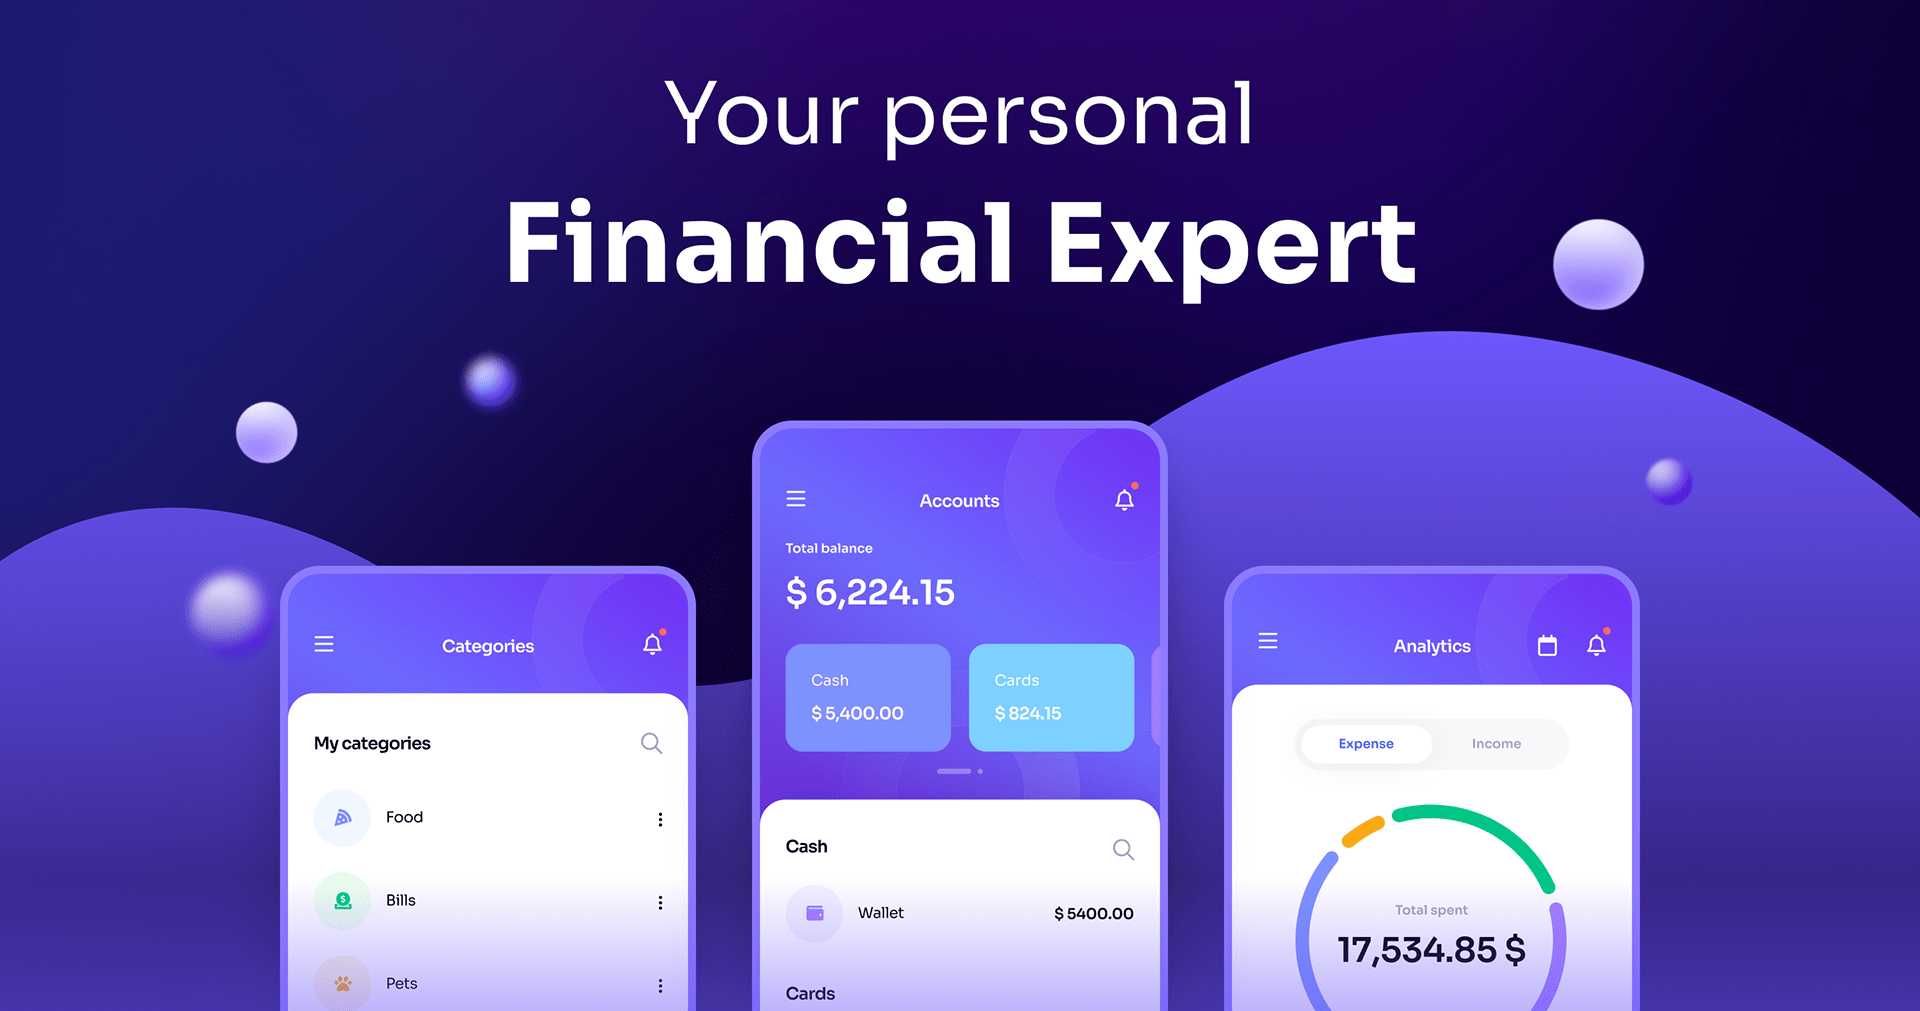 Your personal
Financial Expert
Categories
My categories
Food
Bills
$
Pets
Accounts
Total balance
$ 6,224.15
Cash
$ 5,400.00
Cards
$ 824.15
Cash
Wallet
$ 5400.00
Cards
Analytics
Expense
Income
Total spent
17,534.85 $